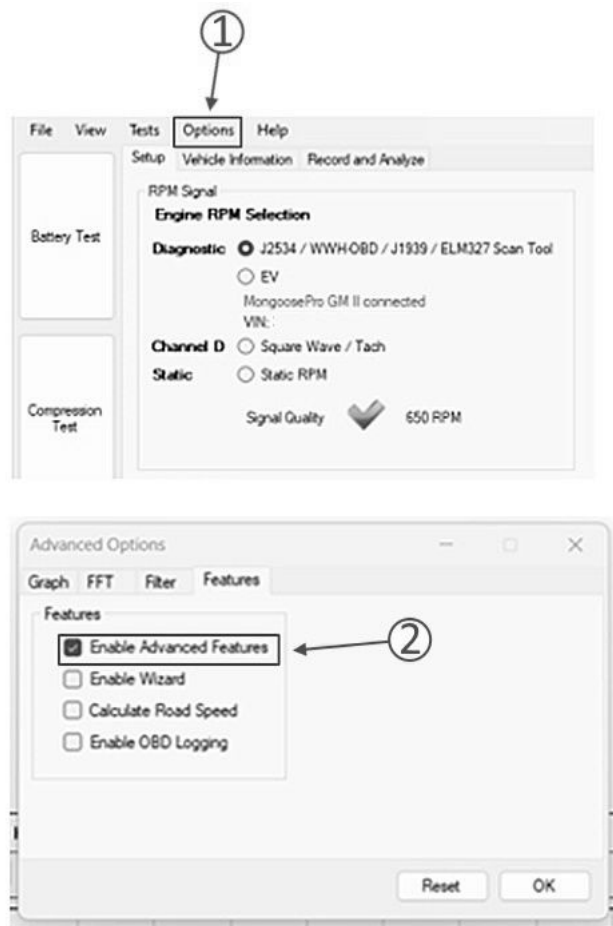 ①
File View Tests Options Help
Setup Vehicle Information Record and Analyze
RPM Signal
Engine RPM Selection
Battery Test
Diagnostic J2534 / WWH-OBD / J1939 / ELM327 Scan Tool
EV
MongoosePro GM II connected
VIN:
Channel D Square Wave / Tach
Static Static RPM
Compression
Test
Signal Quality 650 RPM
Advanced Options
Graph FFT Filter Features
Features
Enable Advanced Features
②
Enable Wizard
Calculate Road Speed
Enable OBD Logging
Reset OK